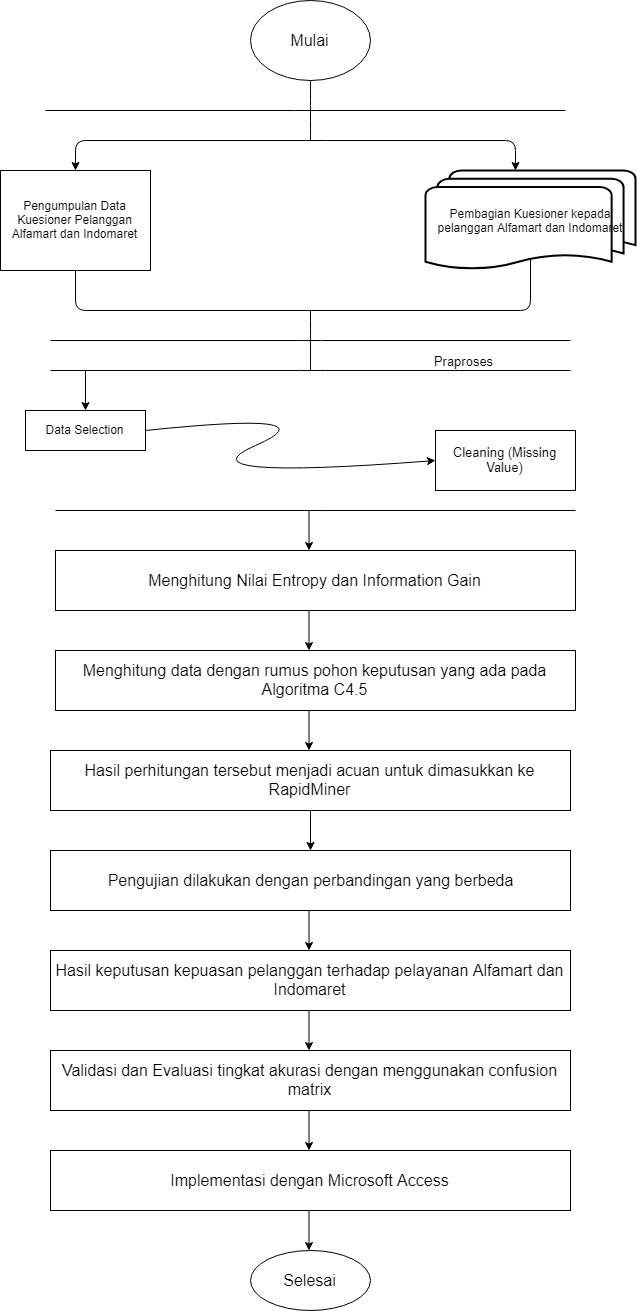 Mulai
Pengumpulan Data
Kuesioner Pelanggan
Alfamart dan Indomaret
Pembagian Kuesioner kepada
pelanggan Alfamart dan Indomaret
Praproses
Data Selection
Cleaning (Missing
Value)
Menghitung Nilai Entropy dan Information Gain
Menghitung data dengan rumus pohon keputusan yang ada pada
Algoritma C4.5
Hasil perhitungan tersebut menjadi acuan untuk dimasukkan ke
RapidMiner
Pengujian dilakukan dengan perbandingan yang berbeda
Hasil keputusan kepuasan pelanggan terhadap pelayanan Alfamart dan
Indomaret
Validasi dan Evaluasi tingkat akurasi dengan menggunakan confusion
matrix
Implementasi dengan Microsoft Access
Selesai